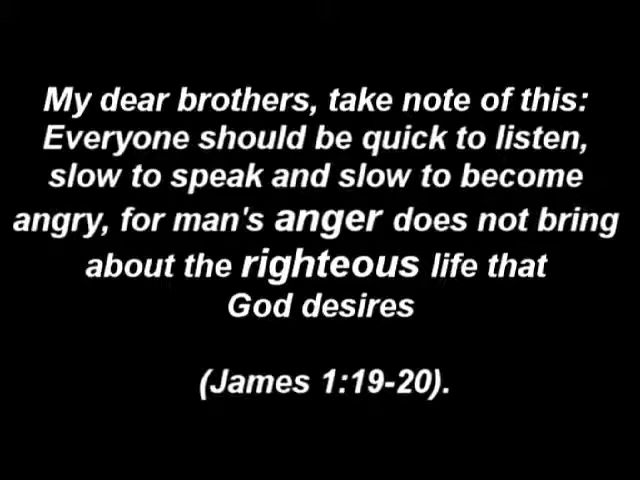 My dear brothers, take note of this:
Everyone should be quick to listen,
slow to speak and slow to become
angry, for man's anger does not bring
about the righteous life that
God desires
(James 1:19-20).